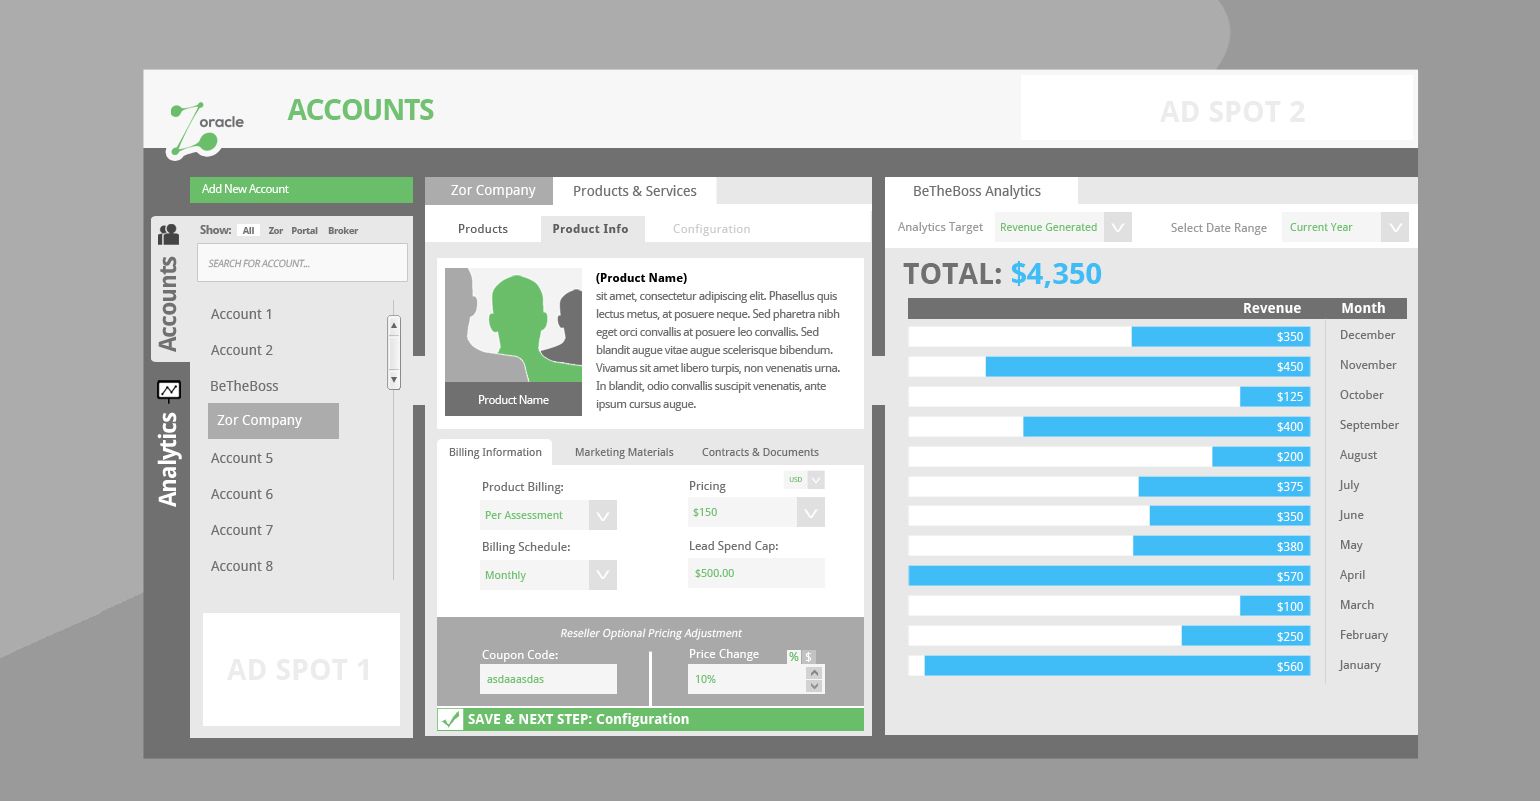 oracle
ACCOUNTS
AD SPOT 2
Add New Account
Accounts
Analytics
Show: All Zor Portal Broker
SEARCH FOR ACCOUNT...
Account 1
Account 2
BeTheBoss
Zor Company
Account 5
Account 6
Account 7
Account 8
AD SPOT 1
Zor Company Products & Services
Products Product Info Configuration
Product Name
(Product Name)
sit amet, consectetur adipiscing elit. Phasellus quis
lectus metus, at posuere neque. Sed pharetra nibh
eget orci convallis at posuere leo convallis. Sed
blandit augue vitae augue scelerisque bibendum.
Vivamus sit amet libero turpis, non venenatis urna.
In blandit, odio convallis suscipit venenatis, ante
ipsum cursus augue.
Billing Information Marketing Materials Contracts & Documents
Product Billing:
Per Assessment
Pricing USD
$150
Billing Schedule:
Monthly
Lead Spend Cap:
$500.00
Reseller Optional Pricing Adjustment
Coupon Code:
asdaaasdas
Price Change % $
10%
SAVE & NEXT STEP: Configuration
BeTheBoss Analytics
Analytics Target Revenue Generated Select Date Range Current Year
TOTAL: $4,350
Revenue Month
$350 December
$450 November
$125 October
$400 September
$200 August
$375 July
$350 June
$380 May
$570 April
$100 March
$250 February
$560 January